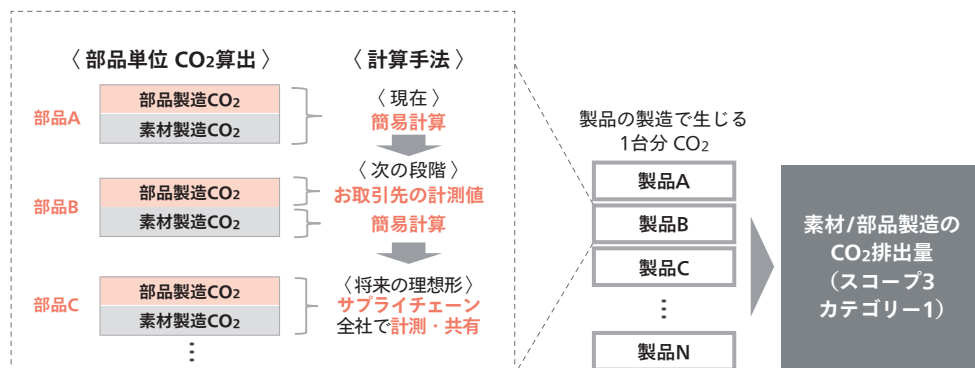 〈 部品単位 CO₂算出 〉
〈 計算手法 〉
部品A
部品製造CO₂
素材製造CO₂
〈 現在 〉
簡易計算
部品B
部品製造CO₂
素材製造CO₂
〈次の段階〉
お取引先の計測値
簡易計算
部品C
部品製造CO₂
素材製造CO₂
〈将来の理想形〉
サプライチェーン
全社で計測・共有
⋮
製品の製造で生じる
1台分 CO₂
製品A
製品B
製品C
⋮
製品N
素材/部品製造の
CO₂排出量
（スコープ3
カテゴリー1）